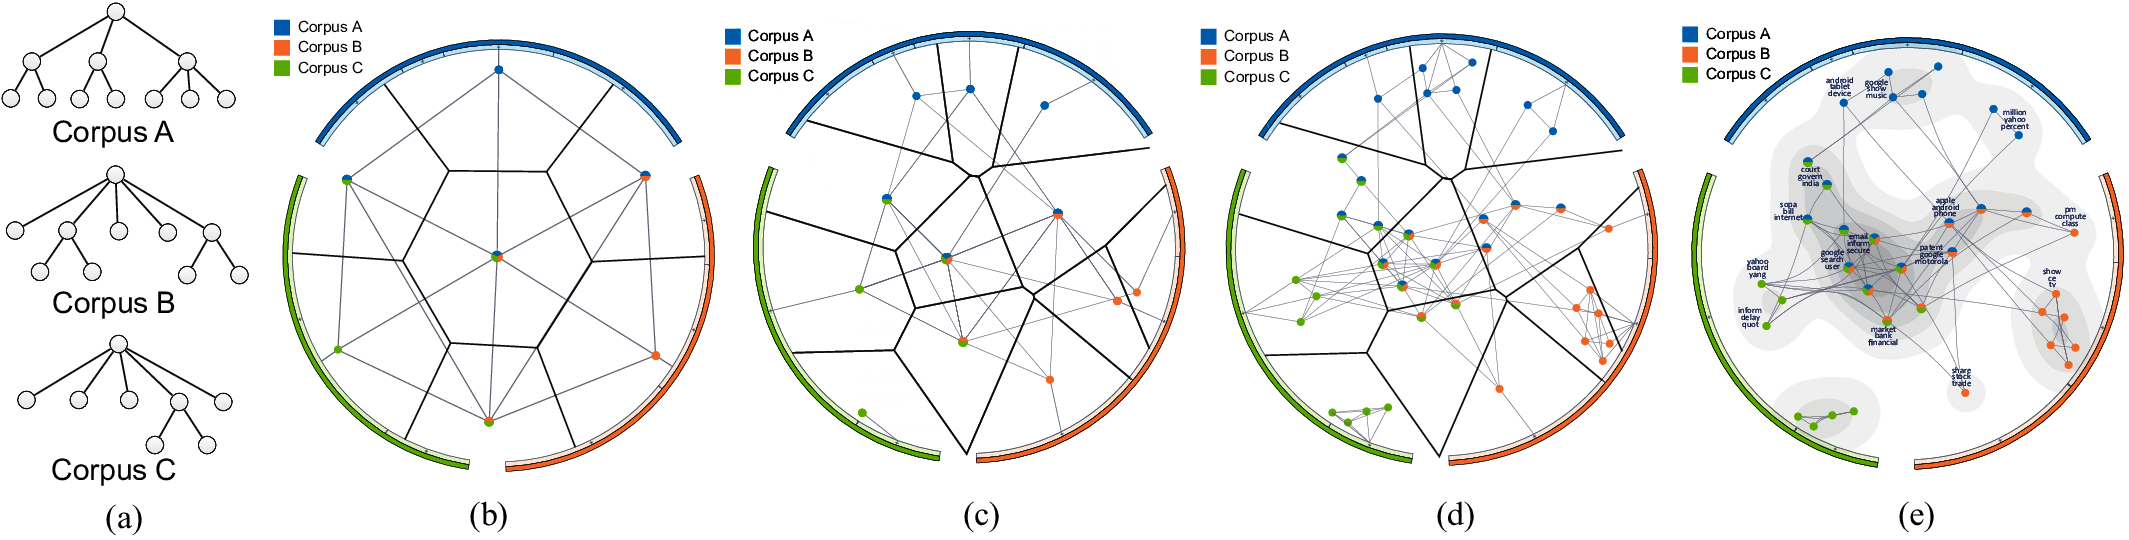 Corpus A
Corpus B
Corpus C
(a)
Corpus A
Corpus B
Corpus C
(b)
Corpus A
Corpus B
Corpus C
(c)
Corpus A
Corpus B
Corpus C
(d)
Corpus A
Corpus B
Corpus C
android
tablet
device
google
show
music
million
yahoo
percent
court
govern
india
sopa
bill
internet
apple
android
phone
pm
compute
class
email
inform
secure
google
search
user
patent
google
motorola
yahoo
board
yang
show
ce
tv
inform
delay
quot
market
bank
financial
share
stock
trade
(e)